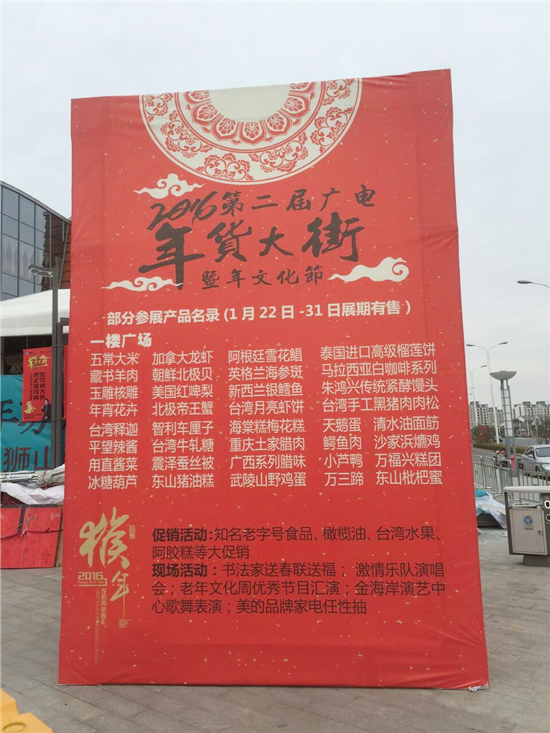 2016第二届广电
年货大街
暨年文化節
部分参展产品名录(1月22日-31日展期有售)
一楼广场
五常大米 加拿大龙虾 阿根廷雪花鲳 泰国进口高级榴莲饼
藏书羊肉 朝鲜北极贝 英格兰海参斑 马拉西亚白咖啡系列
玉雕核雕 美国红啤梨 新西兰银鳕鱼 朱鸿兴传统紧酵馒头
年宵花卉 北极帝王蟹 台湾月亮虾饼 台湾手工黑猪肉肉松
台湾释迦 智利车厘子 海棠糕梅花糕 天鹅蛋 清水油面筋
平望辣酱 台湾牛轧糖 重庆土家腊肉 鳄鱼肉 沙家浜爊鸡
甪直酱菜 震泽蚕丝被 广西系列腊味 小芦鸭 万福兴糕团
冰糖葫芦 东山猪油糕 武陵山野鸡蛋 万三蹄 东山枇杷蜜
猴年
2016
促销活动:知名老字号食品、橄榄油、台湾水果、
阿胶糕等大促销
现场活动:书法家送春联送福;激情乐队演唱
会;老年文化周优秀节目汇演;金海岸演艺中
心歌舞表演;美的品牌家电任性抽